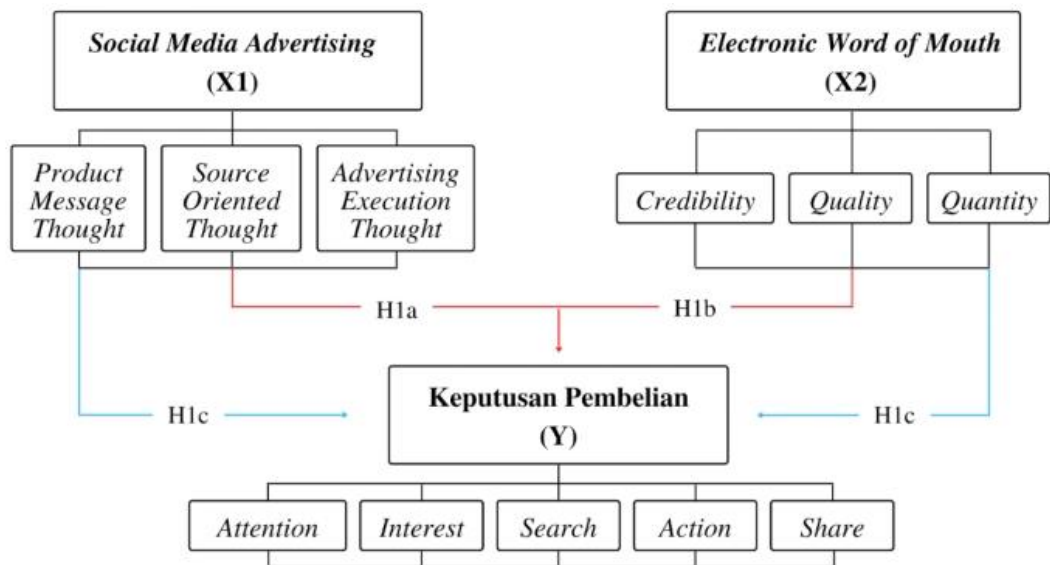 Social Media Advertising
(X1)
Electronic Word of Mouth
(X2)
Product
Message
Thought
Source
Oriented
Thought
Advertising
Execution
Thought
Credibility
Quality
Quantity
H1a
H1b
Keputusan Pembelian
(Y)
H1c
H1c
Attention
Interest
Search
Action
Share